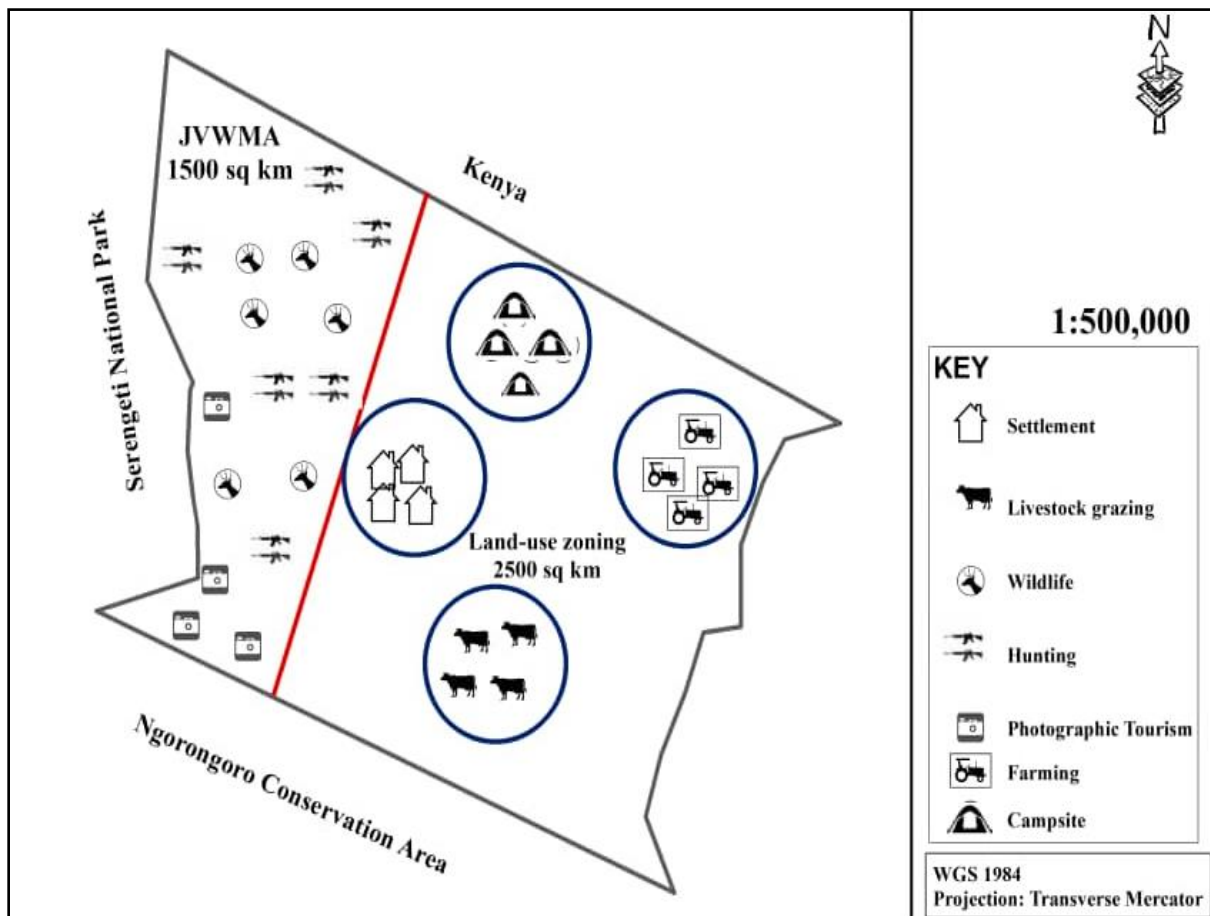 N
JVWMA
1500 sq km
Kenya
Serengeti National Park
Land-use zoning
2500 sq km
Ngorongoro Conservation Area
1:500,000
KEY
Settlement
Livestock grazing
Wildlife
Hunting
Photographic Tourism
Farming
Campsite
WGS 1984
Projection: Transverse Mercator